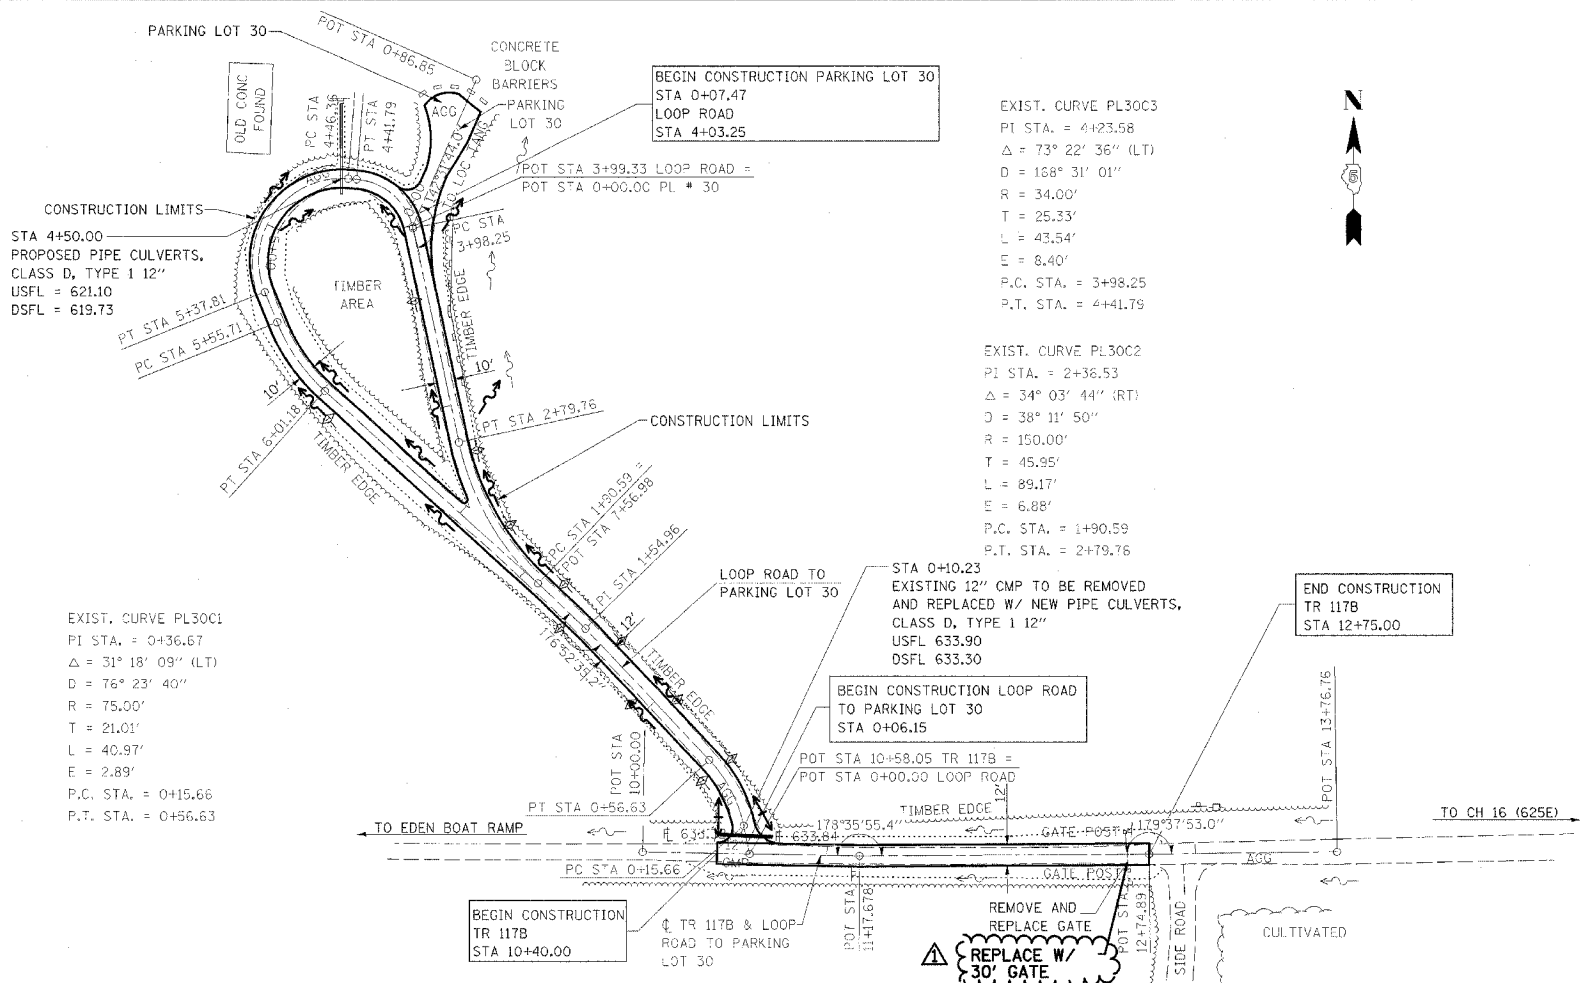 PARKING LOT 30
POT STA 0+86.85
CONCRETE
BLOCK
BARRIERS
PARKING
LOT 30
OLD CONC
FOUND
PC STA
4+46.36
PT STA
4+41.79
AGG
BEGIN CONSTRUCTION PARKING LOT 30
STA 0+07.47
LOOP ROAD
STA 4+03.25
POT STA 3+99.33 LOOP ROAD =
POT STA 0+00.00 PL # 30
PC STA
3+98.25
AGG
CONSTRUCTION LIMITS
STA 4+50.00
PROPOSED PIPE CULVERTS,
CLASS D, TYPE 1 12"
USFL = 621.10
DSFL = 619.73
TIMBER
AREA
TIMBER EDGE
PT STA 5+37.81
PC STA 5+55.71
10'
PT STA 6+01.18
TIMBER EDGE
10'
PT STA 2+79.76
CONSTRUCTION LIMITS
PC STA 1+90.59 =
POT STA 7+56.98
PI STA 1+54.96
12'
176°52'39.2"
LOOP ROAD TO
PARKING LOT 30
TIMBER EDGE
N
EXIST. CURVE PL30C3
PI STA. = 4+23.58
Δ = 73° 22' 36" (LT)
D = 168° 31' 01"
R = 34.00'
T = 25.33'
L = 43.54'
E = 8.40'
P.C. STA. = 3+98.25
P.T. STA. = 4+41.79
EXIST. CURVE PL30C2
PI STA. = 2+36.53
Δ = 34° 03' 44" (RT)
D = 38° 11' 50"
R = 150.00'
T = 45.95'
L = 89.17'
E = 6.88'
P.C. STA. = 1+90.59
P.T. STA. = 2+79.76
STA 0+10.23
EXISTING 12" CMP TO BE REMOVED
AND REPLACED W/ NEW PIPE CULVERTS,
CLASS D, TYPE 1 12"
USFL 633.90
DSFL 633.30
END CONSTRUCTION
TR 117B
STA 12+75.00
BEGIN CONSTRUCTION LOOP ROAD
TO PARKING LOT 30
STA 0+06.15
EXIST. CURVE PL30C1
PI STA. = 0+36.67
Δ = 31° 18' 09" (LT)
D = 76° 23' 40"
R = 75.00'
T = 21.01'
L = 40.97'
E = 2.89'
P.C. STA. = 0+15.66
P.T. STA. = 0+56.63
POT STA
10+00.00
POT STA 10+58.05 TR 117B =
POT STA 0+00.00 LOOP ROAD
POT STA 13+76.76
AGG
PT STA 0+56.63
TIMBER EDGE
12'
TO EDEN BOAT RAMP
TO CH 16 (625E)
633.84
178°35'55.4"
GATE POST
179°37'53.0"
12"
CMP
AGG
PC STA 0+15.66
GATE POST
BEGIN CONSTRUCTION
TR 117B
STA 10+40.00
℄ TR 117B & LOOP
ROAD TO PARKING
LOT 30
POT STA
11+17.678
REMOVE AND
REPLACE GATE
POT STA
12+74.89
SIDE ROAD
CULTIVATED
1
REPLACE W/
30' GATE